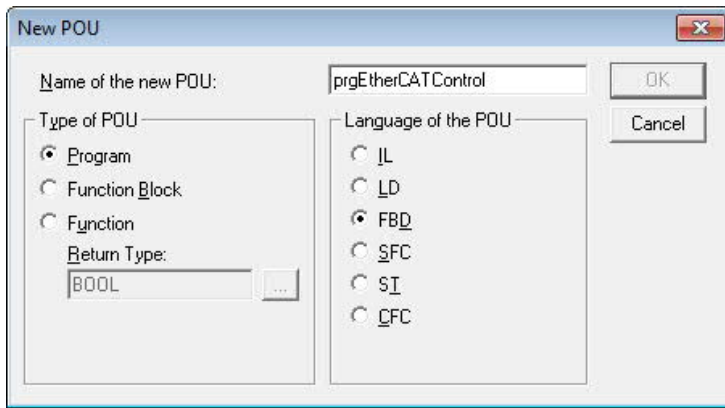 New POU
Name of the new POU:
prgEtherCATControl
OK
Cancel
Type of POU
Program
Function Block
Function
Return Type:
BOOL
...
Language of the POU
IL
LD
FBD
SFC
ST
CFC